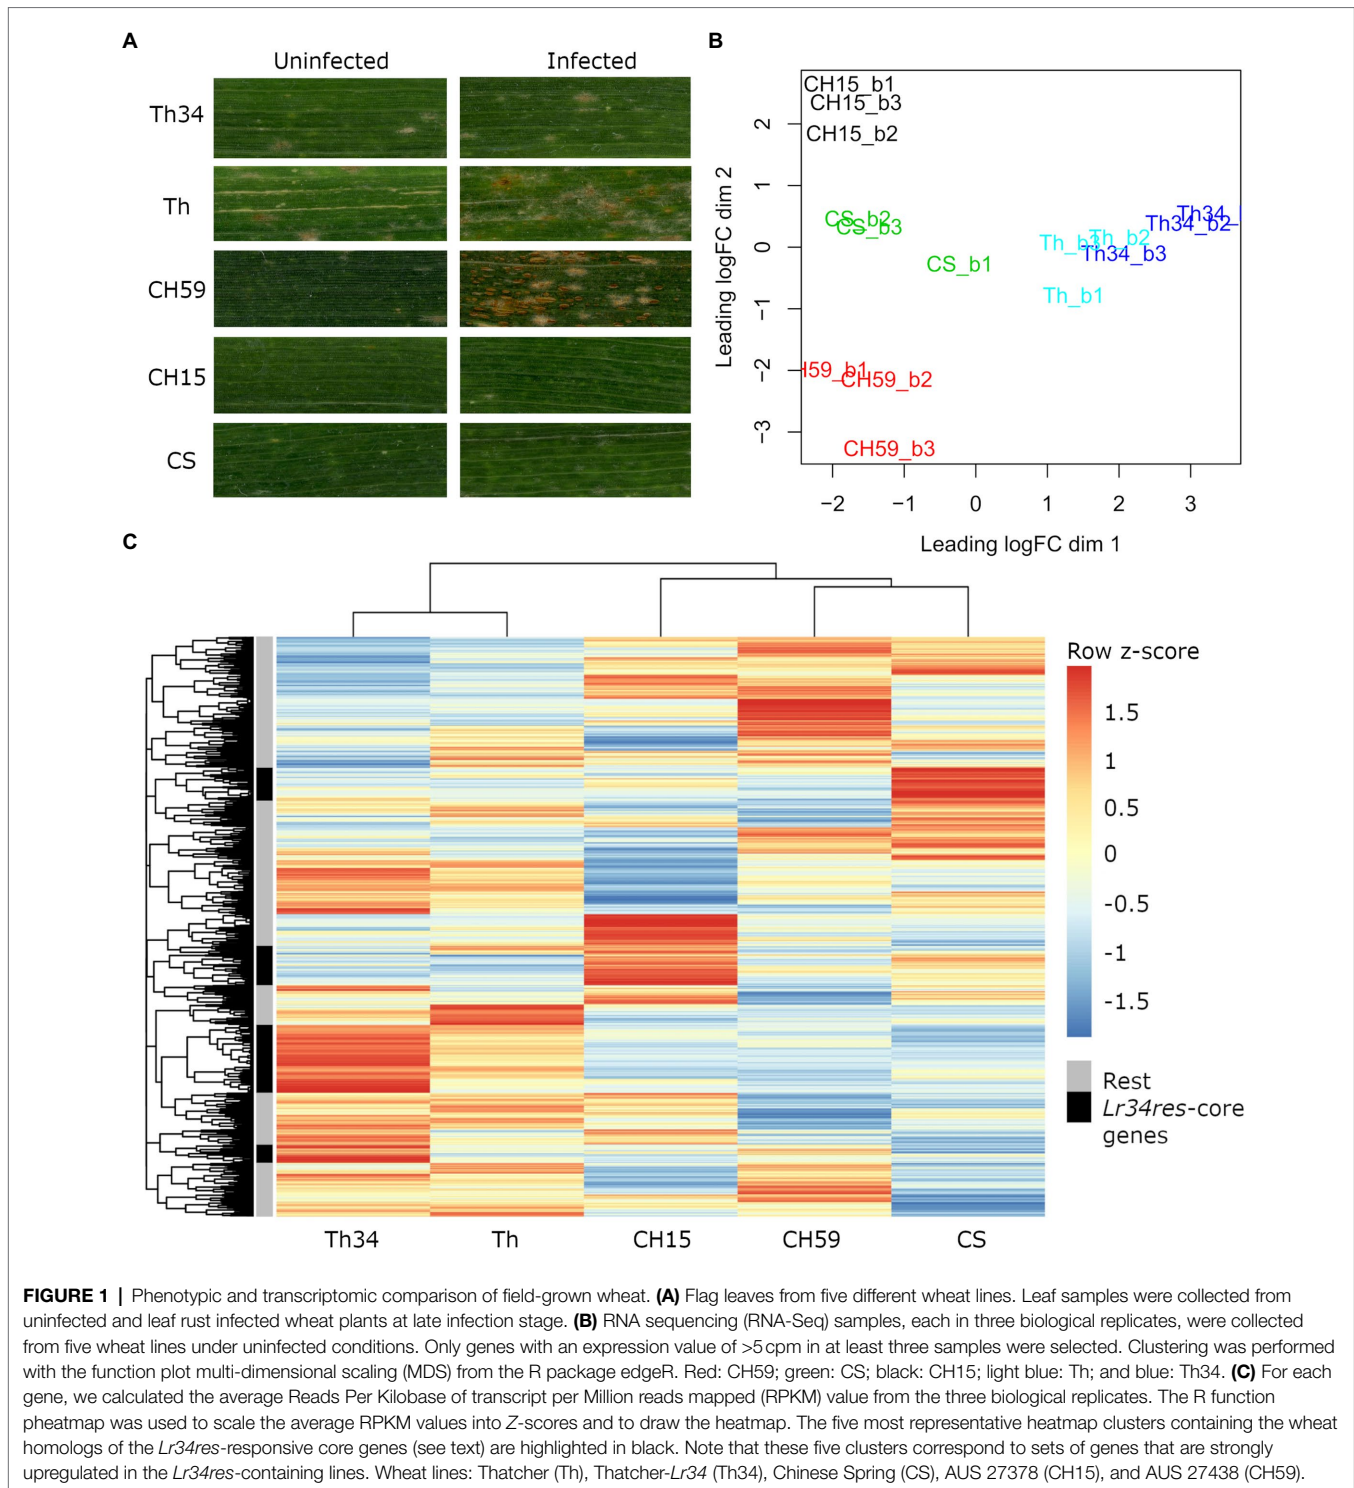 A
Uninfected
Infected
Th34
Th
CH59
CH15
CS
B
CH15_b1
CH15_b3
CH15_b2
CS_b2
CS_b3
CS_b1
Th_b3
Th_b2
Th_b1
Th34_
Th34_b2
Th34_b3
H59_b1
CH59_b2
CH59_b3
Leading logFC dim 2
2
1
0
−1
−2
−3
−2
−1
0
1
2
3
Leading logFC dim 1
C
Row z-score
1.5
1
0.5
0
-0.5
-1
-1.5
Rest
Lr34res-core
genes
Th34
Th
CH15
CH59
CS
FIGURE 1 | Phenotypic and transcriptomic comparison of field-grown wheat. (A) Flag leaves from five different wheat lines. Leaf samples were collected from
uninfected and leaf rust infected wheat plants at late infection stage. (B) RNA sequencing (RNA-Seq) samples, each in three biological replicates, were collected
from five wheat lines under uninfected conditions. Only genes with an expression value of >5 cpm in at least three samples were selected. Clustering was performed
with the function plot multi-dimensional scaling (MDS) from the R package edgeR. Red: CH59; green: CS; black: CH15; light blue: Th; and blue: Th34. (C) For each
gene, we calculated the average Reads Per Kilobase of transcript per Million reads mapped (RPKM) value from the three biological replicates. The R function
pheatmap was used to scale the average RPKM values into Z-scores and to draw the heatmap. The five most representative heatmap clusters containing the wheat
homologs of the Lr34res-responsive core genes (see text) are highlighted in black. Note that these five clusters correspond to sets of genes that are strongly
upregulated in the Lr34res-containing lines. Wheat lines: Thatcher (Th), Thatcher-Lr34 (Th34), Chinese Spring (CS), AUS 27378 (CH15), and AUS 27438 (CH59).